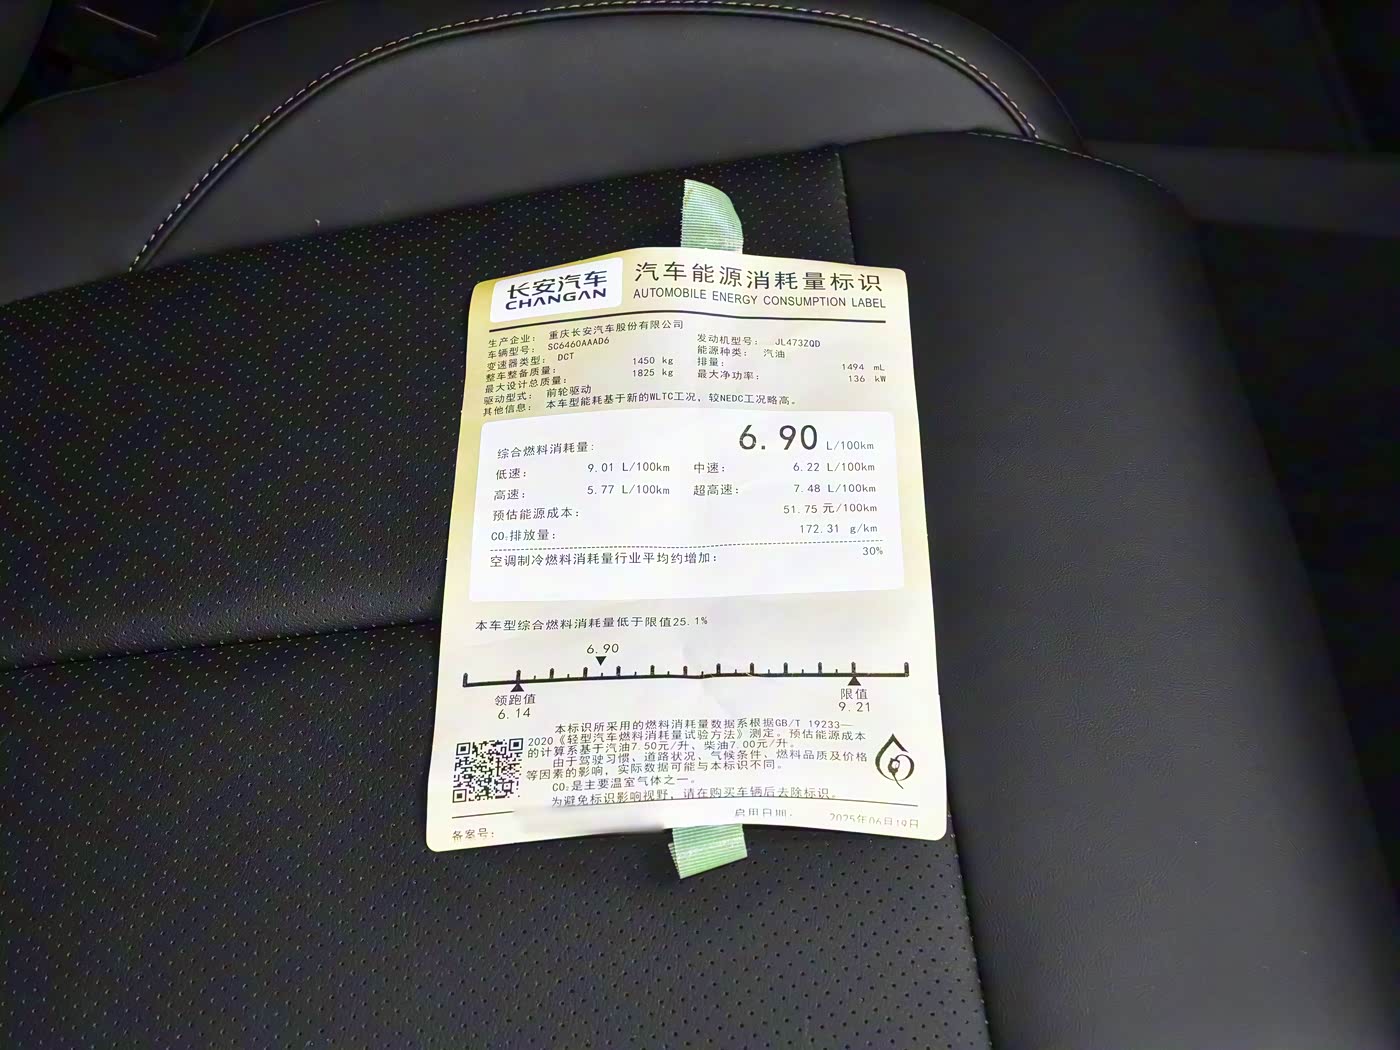 长安汽车
CHANGAN
汽车能源消耗量标识
AUTOMOBILE ENERGY CONSUMPTION LABEL
生产企业： 重庆长安汽车股份有限公司
车辆型号： SC6460AAAD6
发动机型号： JL473ZQD
变速器类型： DCT
能源种类： 汽油
整车整备质量： 1450 kg
排量： 1494 mL
最大设计总质量： 1825 kg
最大净功率： 136 kW
驱动型式： 前轮驱动
其他信息： 本车型能耗基于新的WLTC工况，较NEDC工况略高。
综合燃料消耗量： 6.90 L/100km
低速： 9.01 L/100km 中速： 6.22 L/100km
高速： 5.77 L/100km 超高速： 7.48 L/100km
预估能源成本： 51.75 元/100km
CO₂排放量： 172.31 g/km
空调制冷燃料消耗量行业平均约增加： 30%
本车型综合燃料消耗量低于限值25.1%
6.90
领跑值 限值
6.14 9.21
本标识所采用的燃料消耗量数据系根据GB/T 19233—
2020《轻型汽车燃料消耗量试验方法》测定。预估能源成本
的计算系基于汽油7.50元/升、柴油7.00元/升。
由于驾驶习惯、道路状况、气候条件、燃料品质及价格
等因素的影响，实际数据可能与本标识不同。
CO₂是主要温室气体之一。
为避免标识影响视野，请在购买车辆后去除标识。
备案号： 启用日期： 2025年06月19日